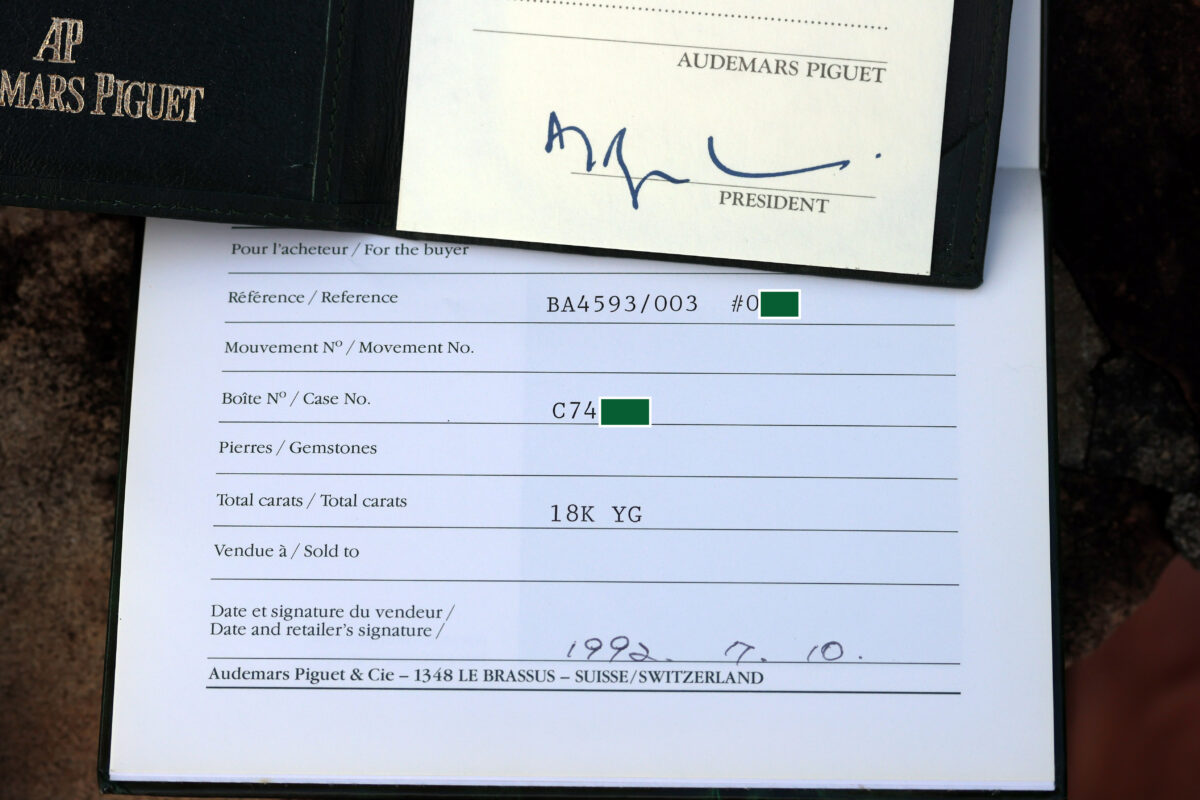 AP
MARS PIGUET
AUDEMARS PIGUET
PRESIDENT
Pour l'acheteur / For the buyer
Référence / Reference BA4593/003 #0
Mouvement Nº / Movement No.
Boîte Nº / Case No. C74
Pierres / Gemstones
Total carats / Total carats 18K YG
Vendue à / Sold to
Date et signature du vendeur /
Date and retailer's signature / 1992. 7. 10.
Audemars Piguet & Cie – 1348 LE BRASSUS – SUISSE/SWITZERLAND